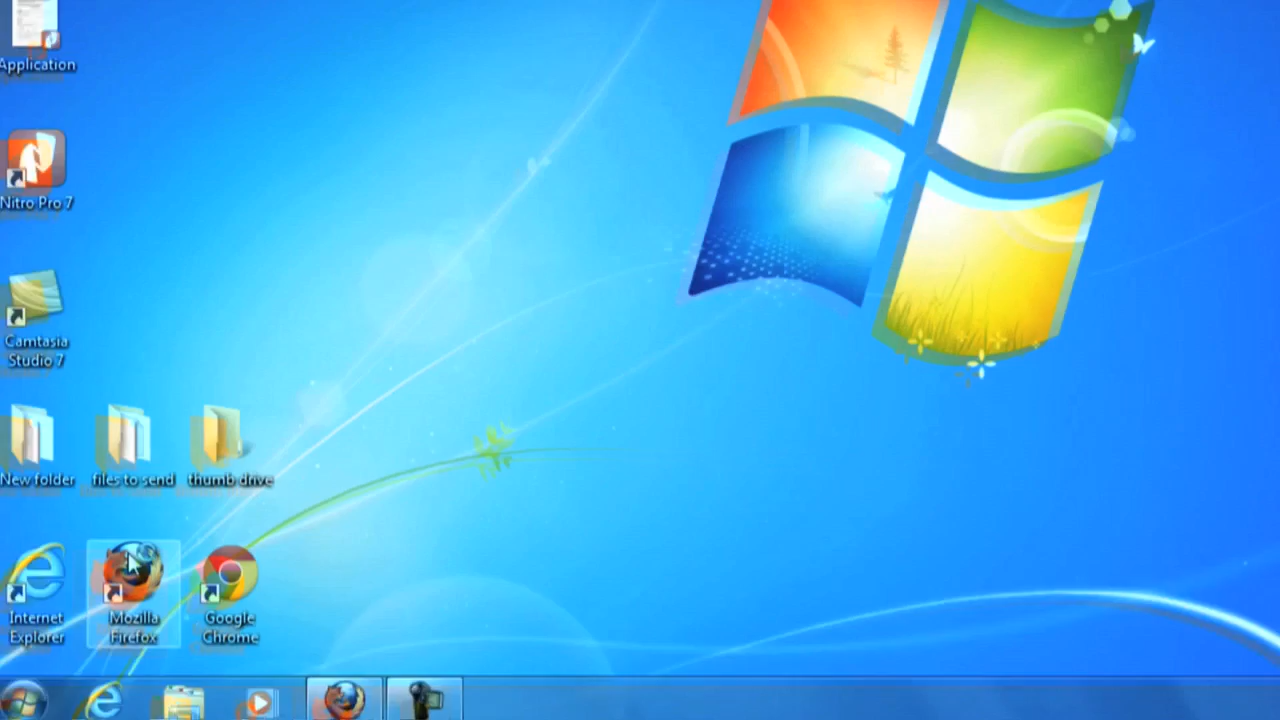 Application
Nitro Pro 7
Camtasia
Studio 7
New folder
files to send
thumb drive
Internet
Explorer
Mozilla
Firefox
Google
Chrome